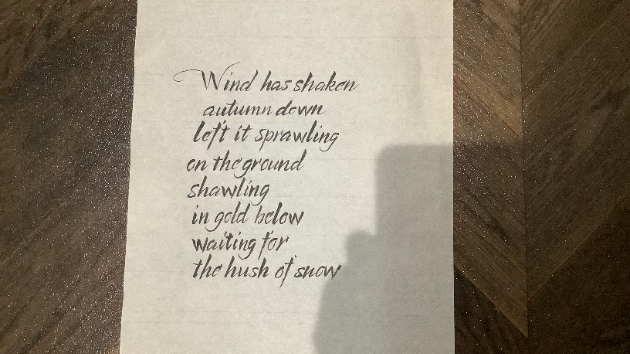 Wind has shaken
autumn down
left it sprawling
on the ground
shawling
in gold below
waiting for
the hush of snow